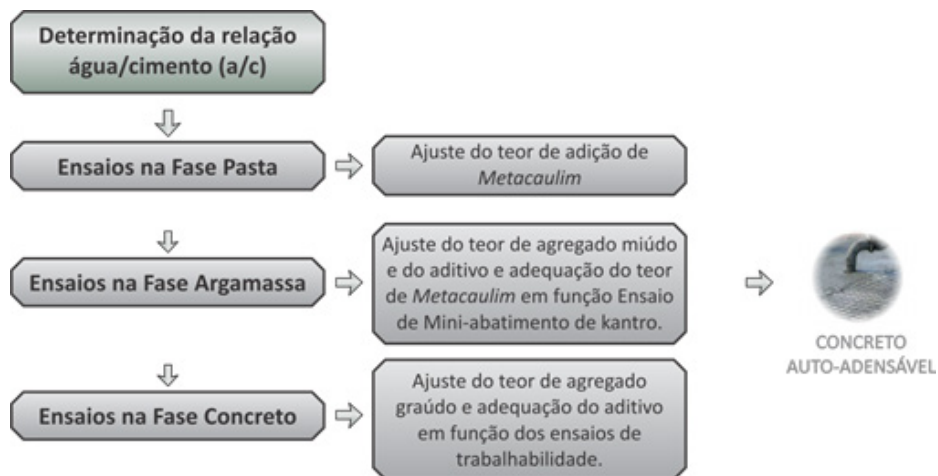 Determinação da relação
água/cimento (a/c)
Ensaios na Fase Pasta
Ajuste do teor de adição de
Metacaulim
Ensaios na Fase Argamassa
Ajuste do teor de agregado miúdo
e do aditivo e adequação do teor
de Metacaulim em função Ensaio
de Mini-abatimento de kantro.
Ensaios na Fase Concreto
Ajuste do teor de agregado
graúdo e adequação do aditivo
em função dos ensaios de
trabalhabilidade.
CONCRETO
AUTO-ADENSÁVEL